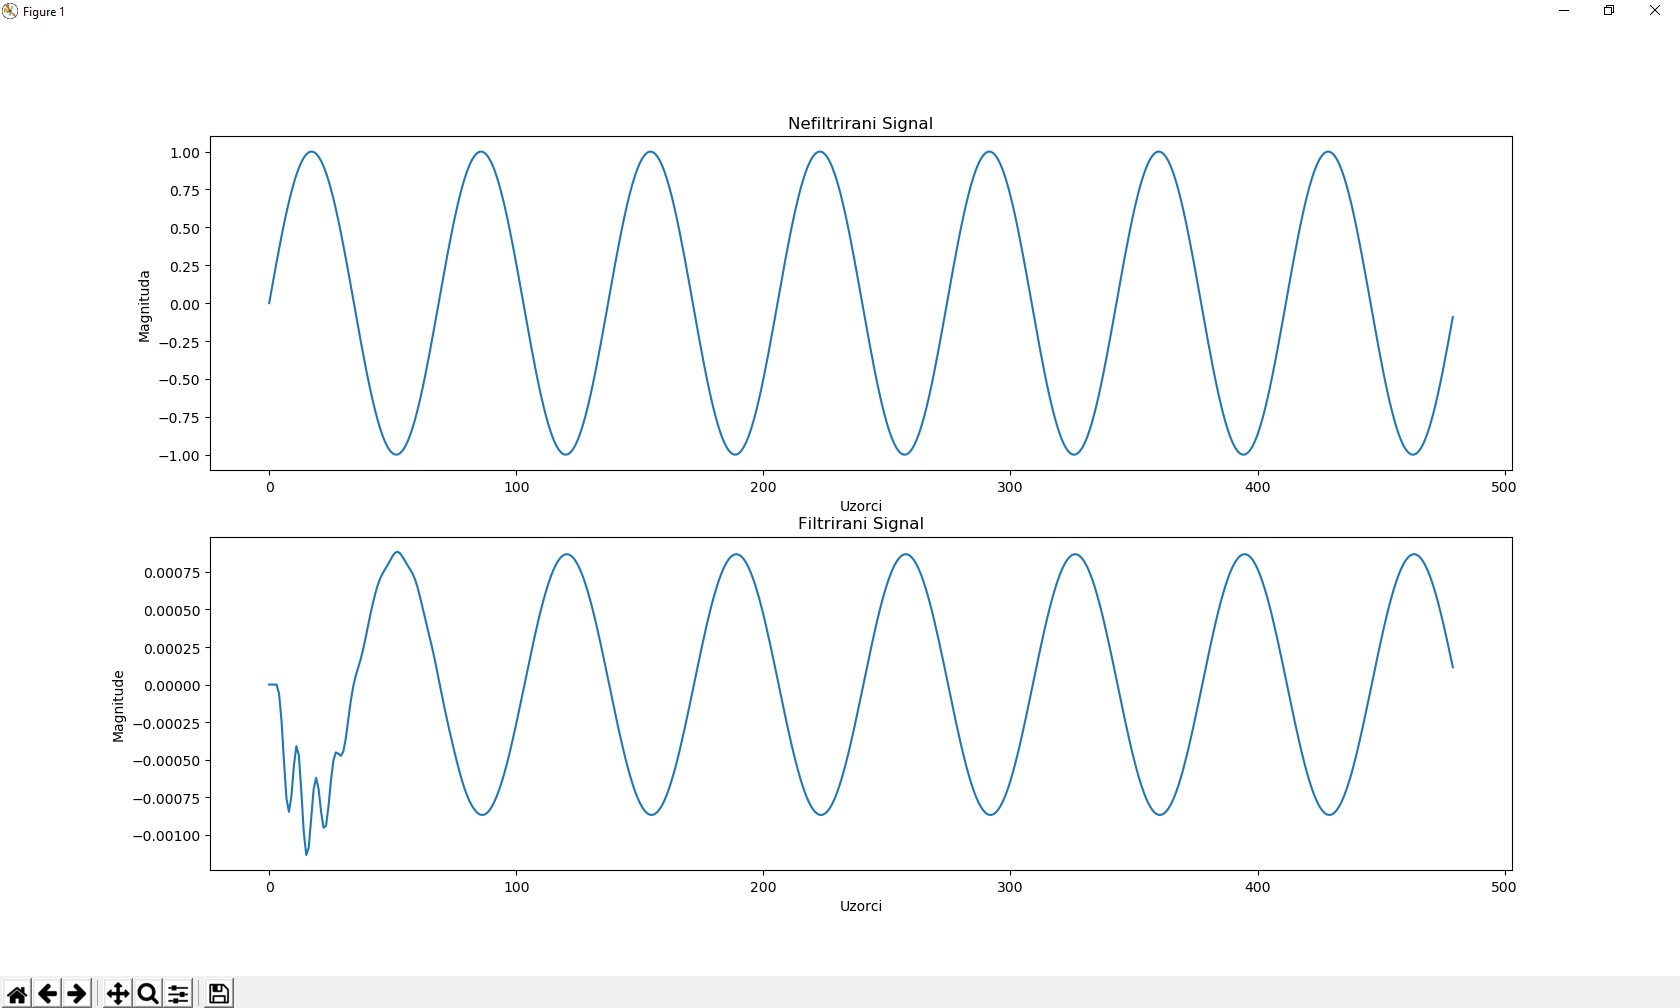 Figure 1
Nefiltrirani Signal
1.00
0.75
0.50
0.25
0.00
−0.25
−0.50
−0.75
−1.00
Magnituda
0 100 200 300 400 500
Uzorci
Filtrirani Signal
0.00075
0.00050
0.00025
0.00000
−0.00025
−0.00050
−0.00075
−0.00100
Magnitude
0 100 200 300 400 500
Uzorci